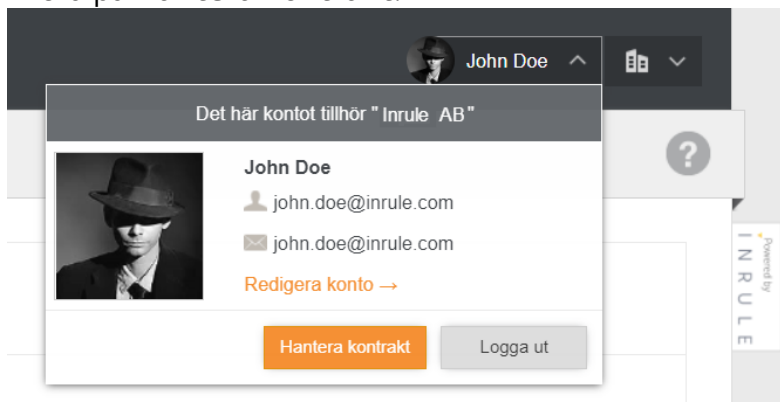 John Doe
Det här kontot tillhör "Inrule AB"
John Doe
john.doe@inrule.com
john.doe@inrule.com
Redigera konto →
Hantera kontrakt
Logga ut
?
Powered by
INRULE